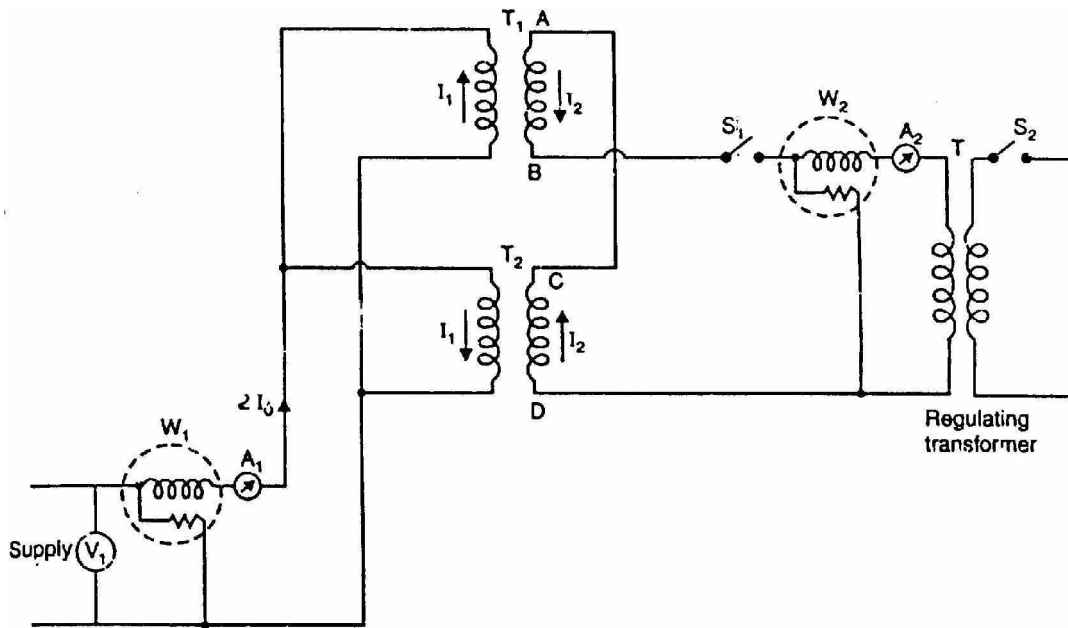 T₁ A
I₁
I₂
B
S₁
W₂
A₂
T
S₂
T₂
C
I₁
I₂
D
2 I₀
W₁
A₁
Supply
V₁
Regulating
transformer